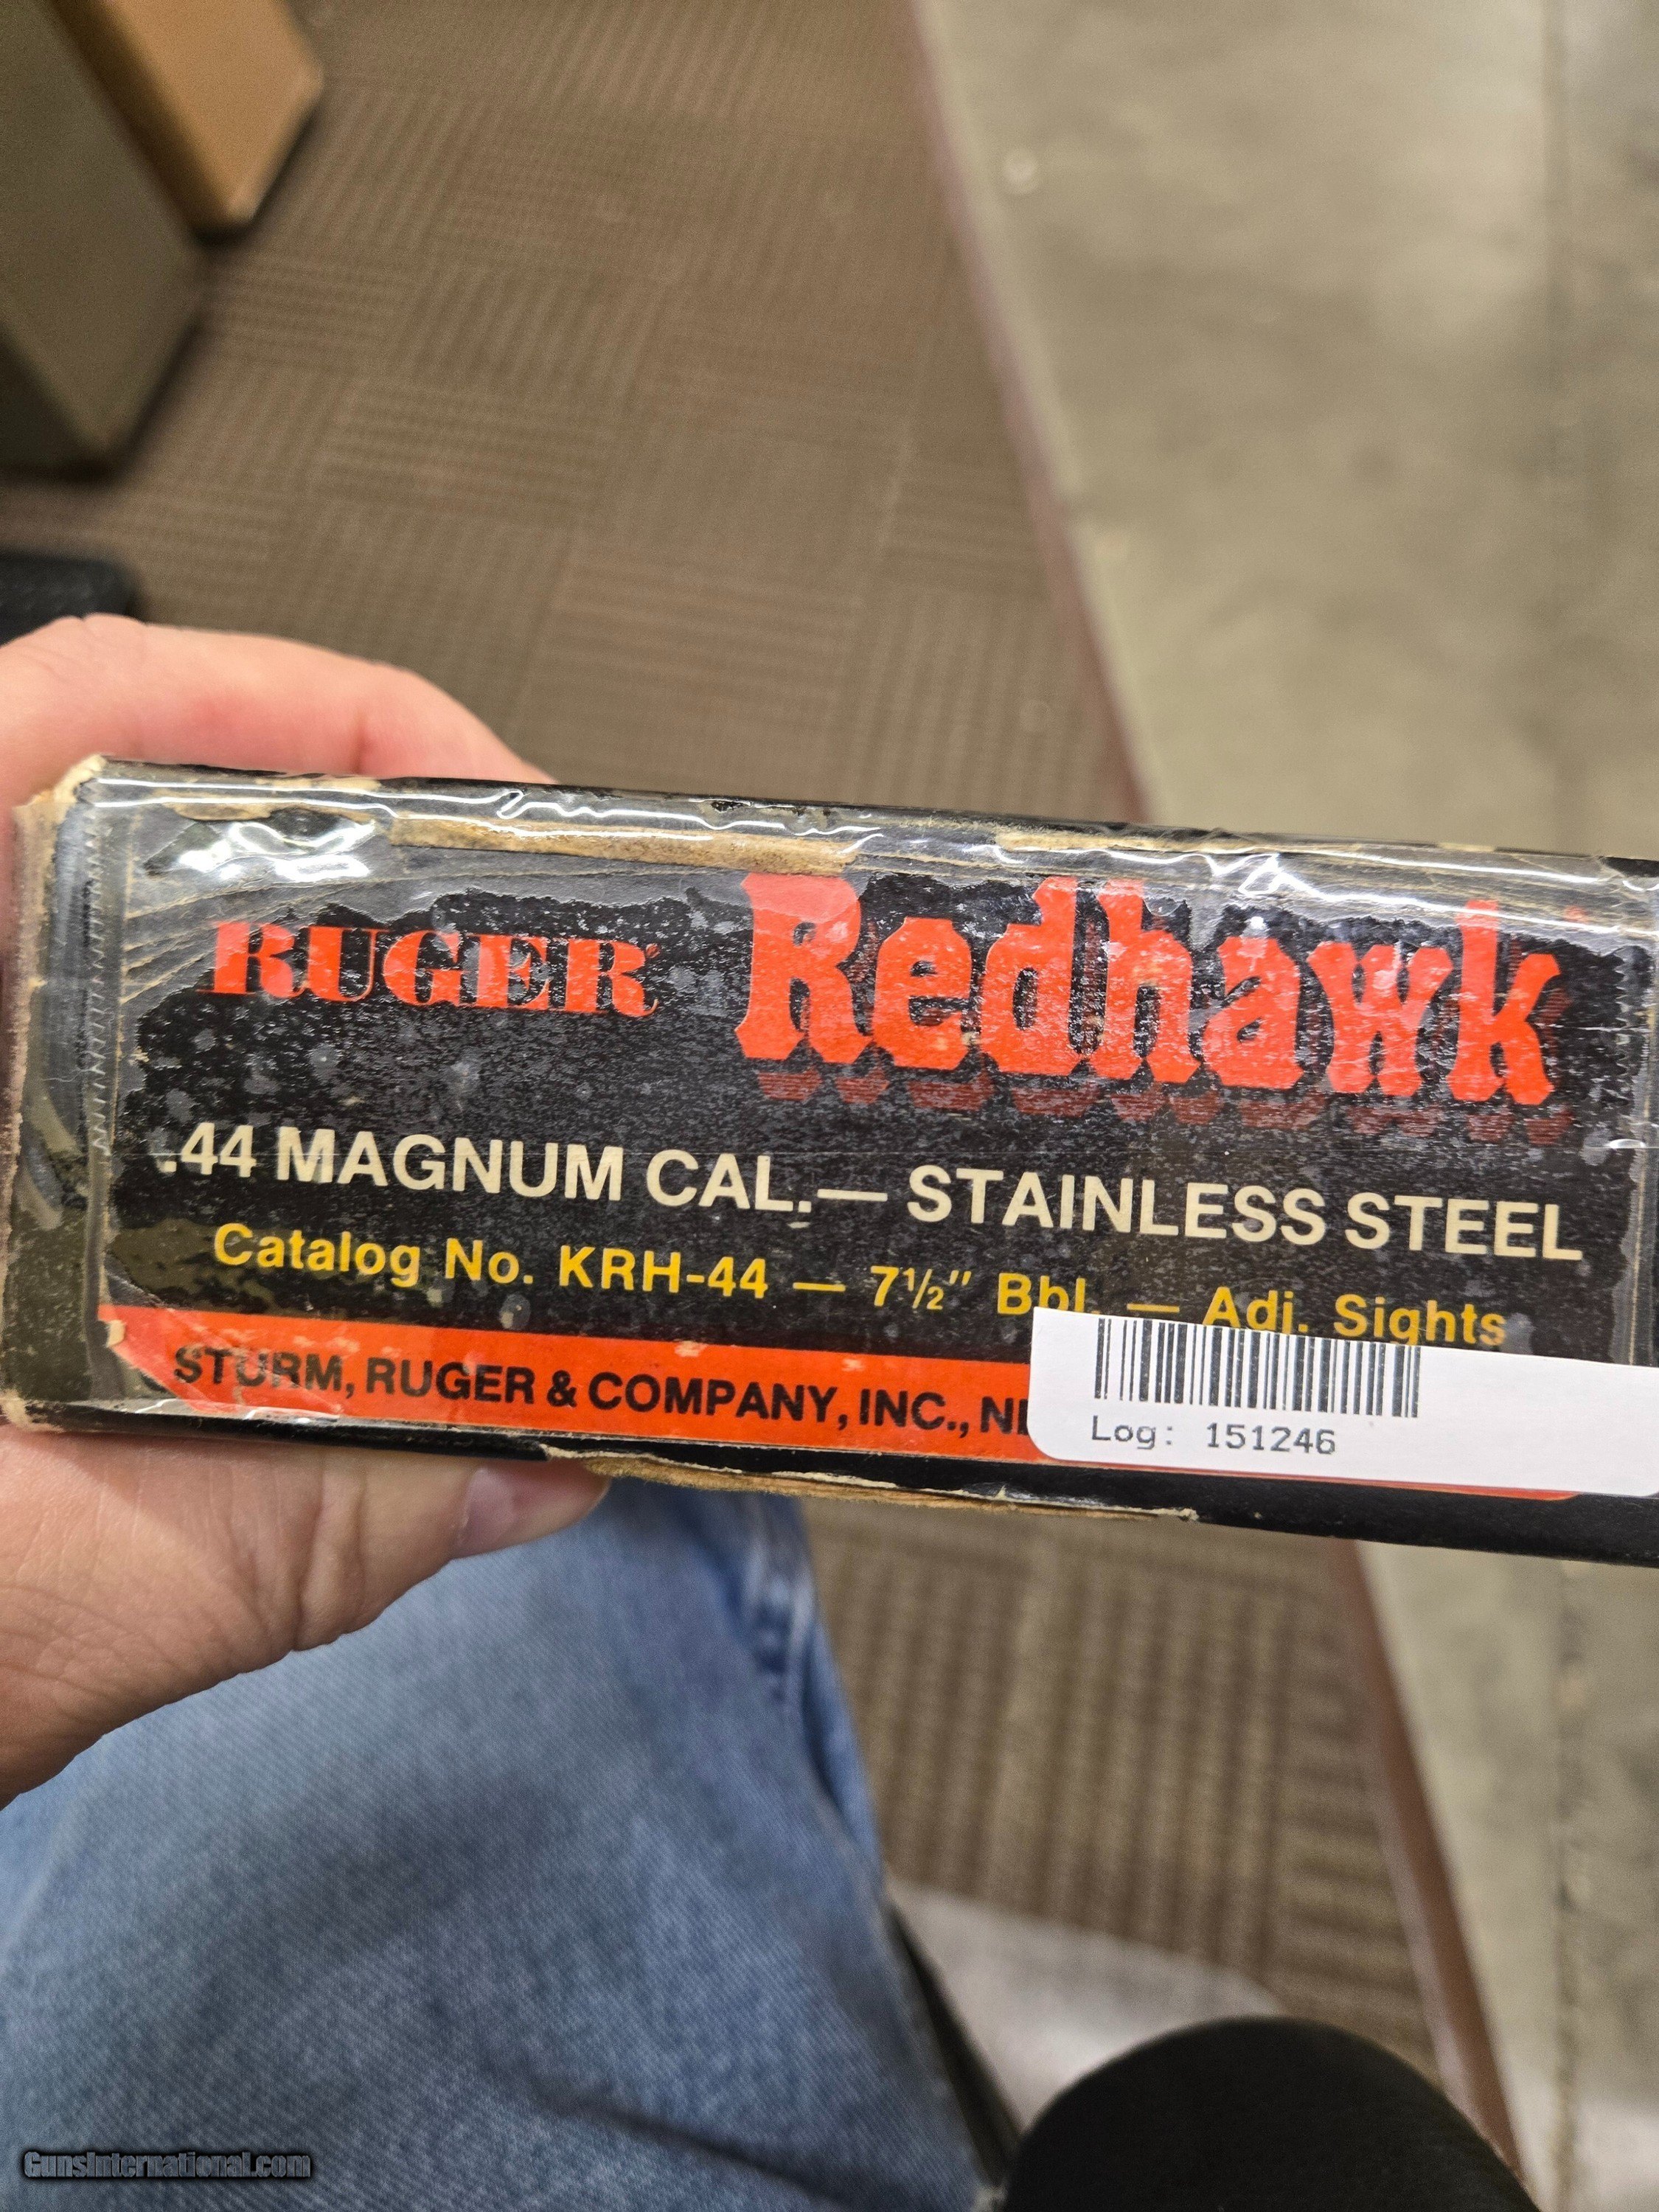 RUGER Redhawk
.44 MAGNUM CAL.— STAINLESS STEEL
Catalog No. KRH-44 — 7½" Bbl. — Adj. Sights
STURM, RUGER & COMPANY, INC.,
Log: 151246
GunsInternational.com